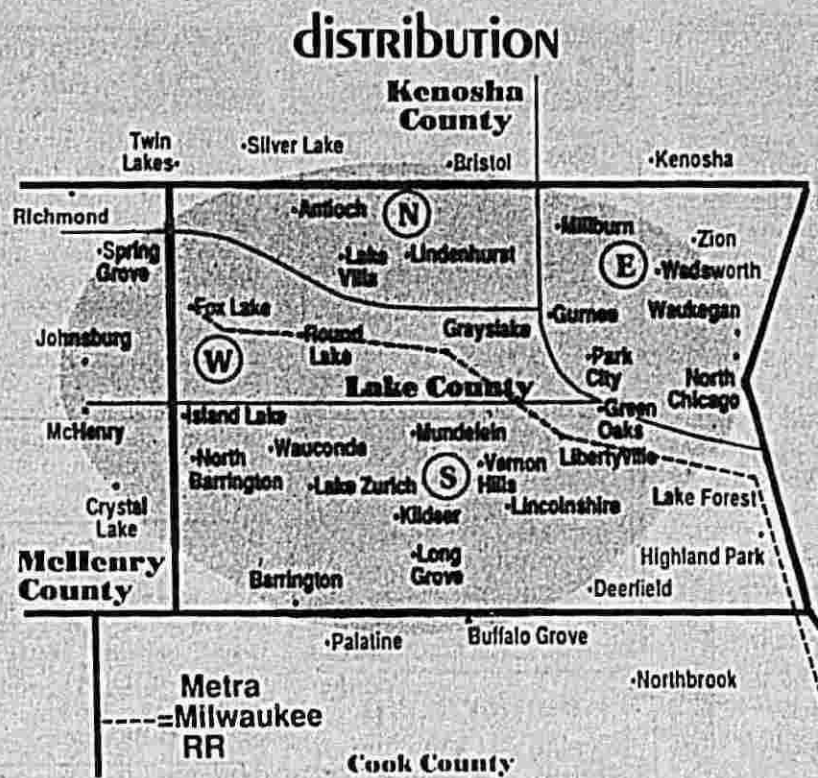 distribution
Kenosha
County
Twin
Lakes
Silver Lake
Bristol
Kenosha
Richmond
Antioch
N
Millburn
Zion
Spring
Grove
Lake
Villa
Lindenhurst
E
Wadsworth
Fox Lake
Grayslake
Gurnee
Waukegan
Johnsburg
Round
Lake
W
Park
City
Lake County
North
Chicago
McHenry
Island Lake
Green
Oaks
Mundelein
Wauconda
North
Barrington
Lake Zurich
S
Vernon
Hills
Libertyville
Crystal
Lake
Lincolnshire
Lake Forest
Kildeer
McHenry
County
Long
Grove
Highland Park
Barrington
Deerfield
Palatine
Buffalo Grove
Northbrook
Metra
=Milwaukee
RR
Cook County